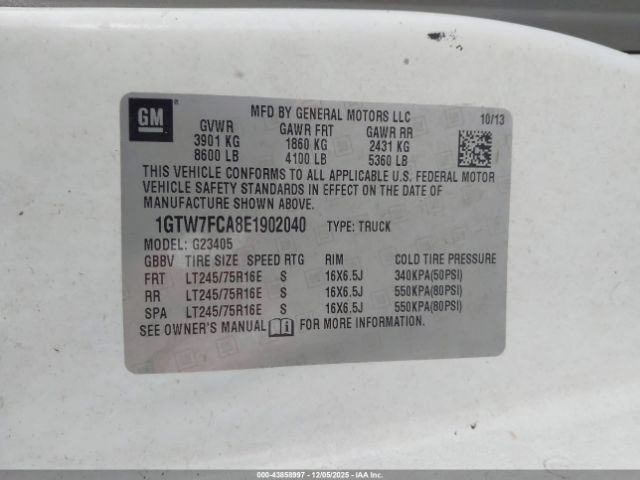 GM
MFD BY GENERAL MOTORS LLC 10/13
GVWR GAWR FRT GAWR RR
3901 KG 1860 KG 2431 KG
8600 LB 4100 LB 5360 LB
THIS VEHICLE CONFORMS TO ALL APPLICABLE U.S. FEDERAL MOTOR
VEHICLE SAFETY STANDARDS IN EFFECT ON THE DATE OF
MANUFACTURE SHOWN ABOVE.
1GTW7FCA8E1902040 TYPE: TRUCK
MODEL: G23405
GBBV TIRE SIZE SPEED RTG RIM COLD TIRE PRESSURE
FRT LT245/75R16E S 16X6.5J 340KPA(50PSI)
RR LT245/75R16E S 16X6.5J 550KPA(80PSI)
SPA LT245/75R16E S 16X6.5J 550KPA(80PSI)
SEE OWNER'S MANUAL FOR MORE INFORMATION.
000-43858997 - 12/05/2025 - IAAI.CA